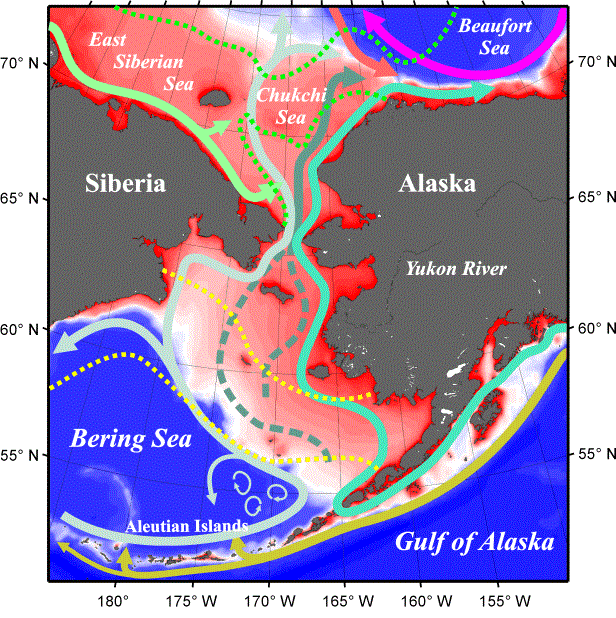 Beaufort
Sea
East
Siberian
Sea
70° N
70° N
Chukchi
Sea
Siberia
Alaska
65° N
65° N
Yukon River
60° N
60° N
Bering Sea
55° N
55° N
Aleutian Islands
Gulf of Alaska
180°
175° W
170° W
165° W
160° W
155° W